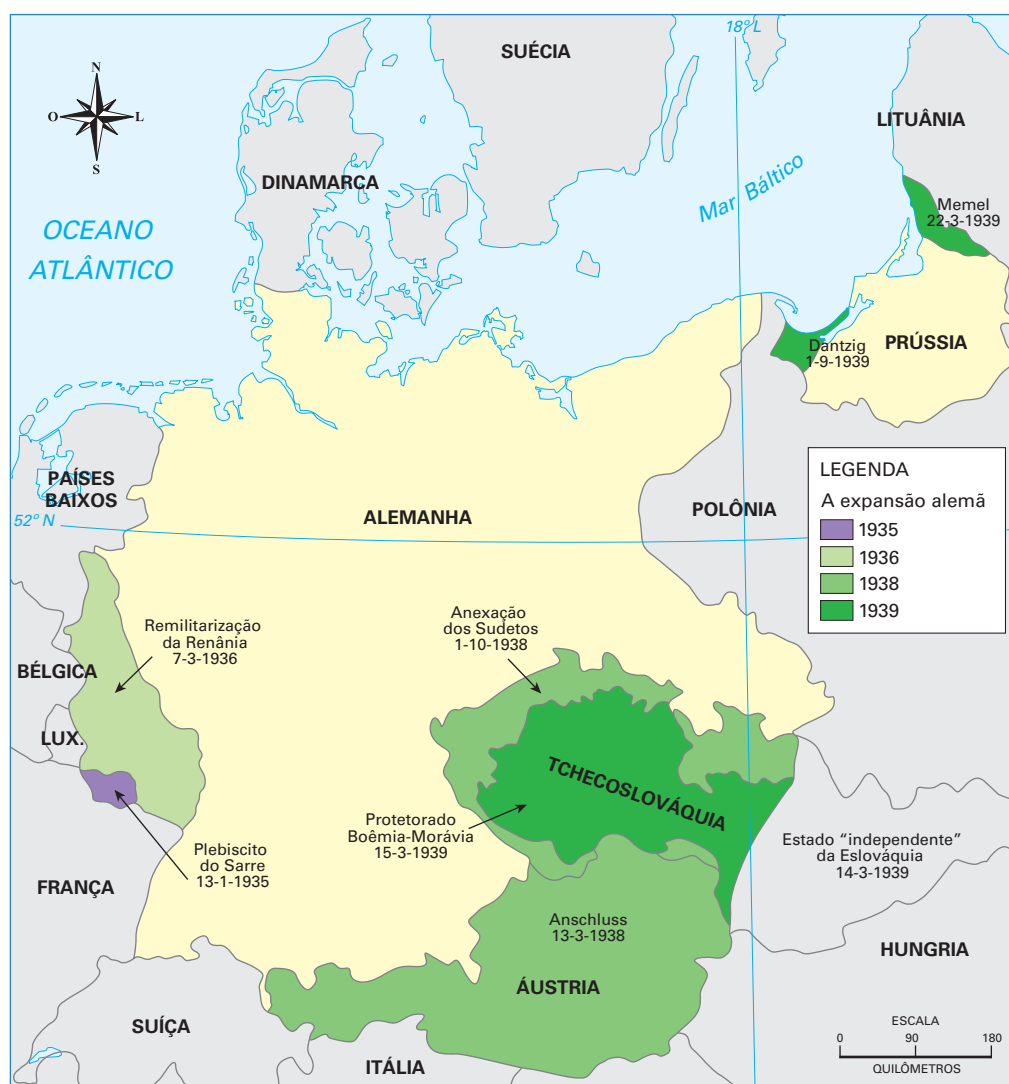 18º L
SUÉCIA
N
O
L
S
LITUÂNIA
DINAMARCA
Mar Báltico
Memel
22-3-1939
OCEANO
ATLÂNTICO
Dantzig
1-9-1939
PRÚSSIA
PAÍSES
BAIXOS
52º N
ALEMANHA
POLÔNIA
LEGENDA
A expansão alemã
1935
1936
1938
1939
Remilitarização
da Renânia
7-3-1936
Anexação
dos Sudetos
1-10-1938
BÉLGICA
LUX.
TCHECOSLOVÁQUIA
Protetorado
Boêmia-Morávia
15-3-1939
Plebiscito
do Sarre
13-1-1935
Estado “independente”
da Eslováquia
14-3-1939
FRANÇA
Anschluss
13-3-1938
HUNGRIA
ÁUSTRIA
SUÍÇA
ITÁLIA
ESCALA
0 90 180
QUILÔMETROS